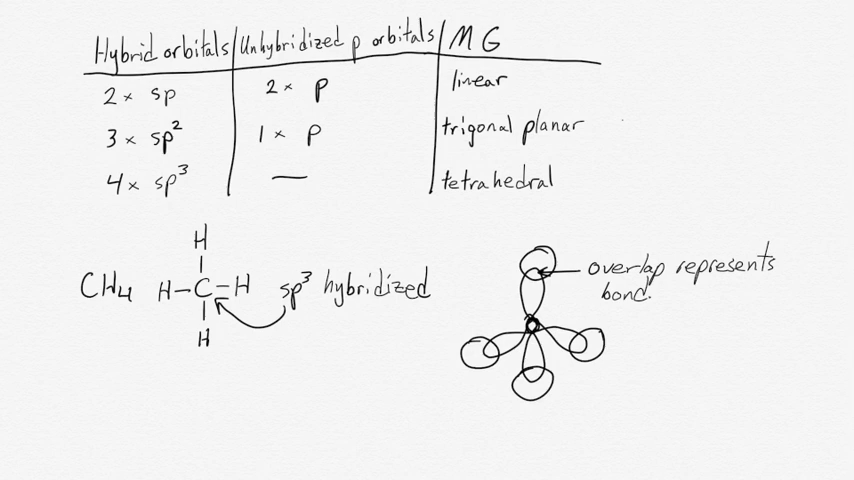 Hybrid orbitals Unhybridized p orbitals MG
2 × sp 2 × p linear
3 × sp² 1 × p trigonal planar
4 × sp³ — tetrahedral
H
CH₄ H-C-H sp³ hybridized
H
overlap represents
bond.